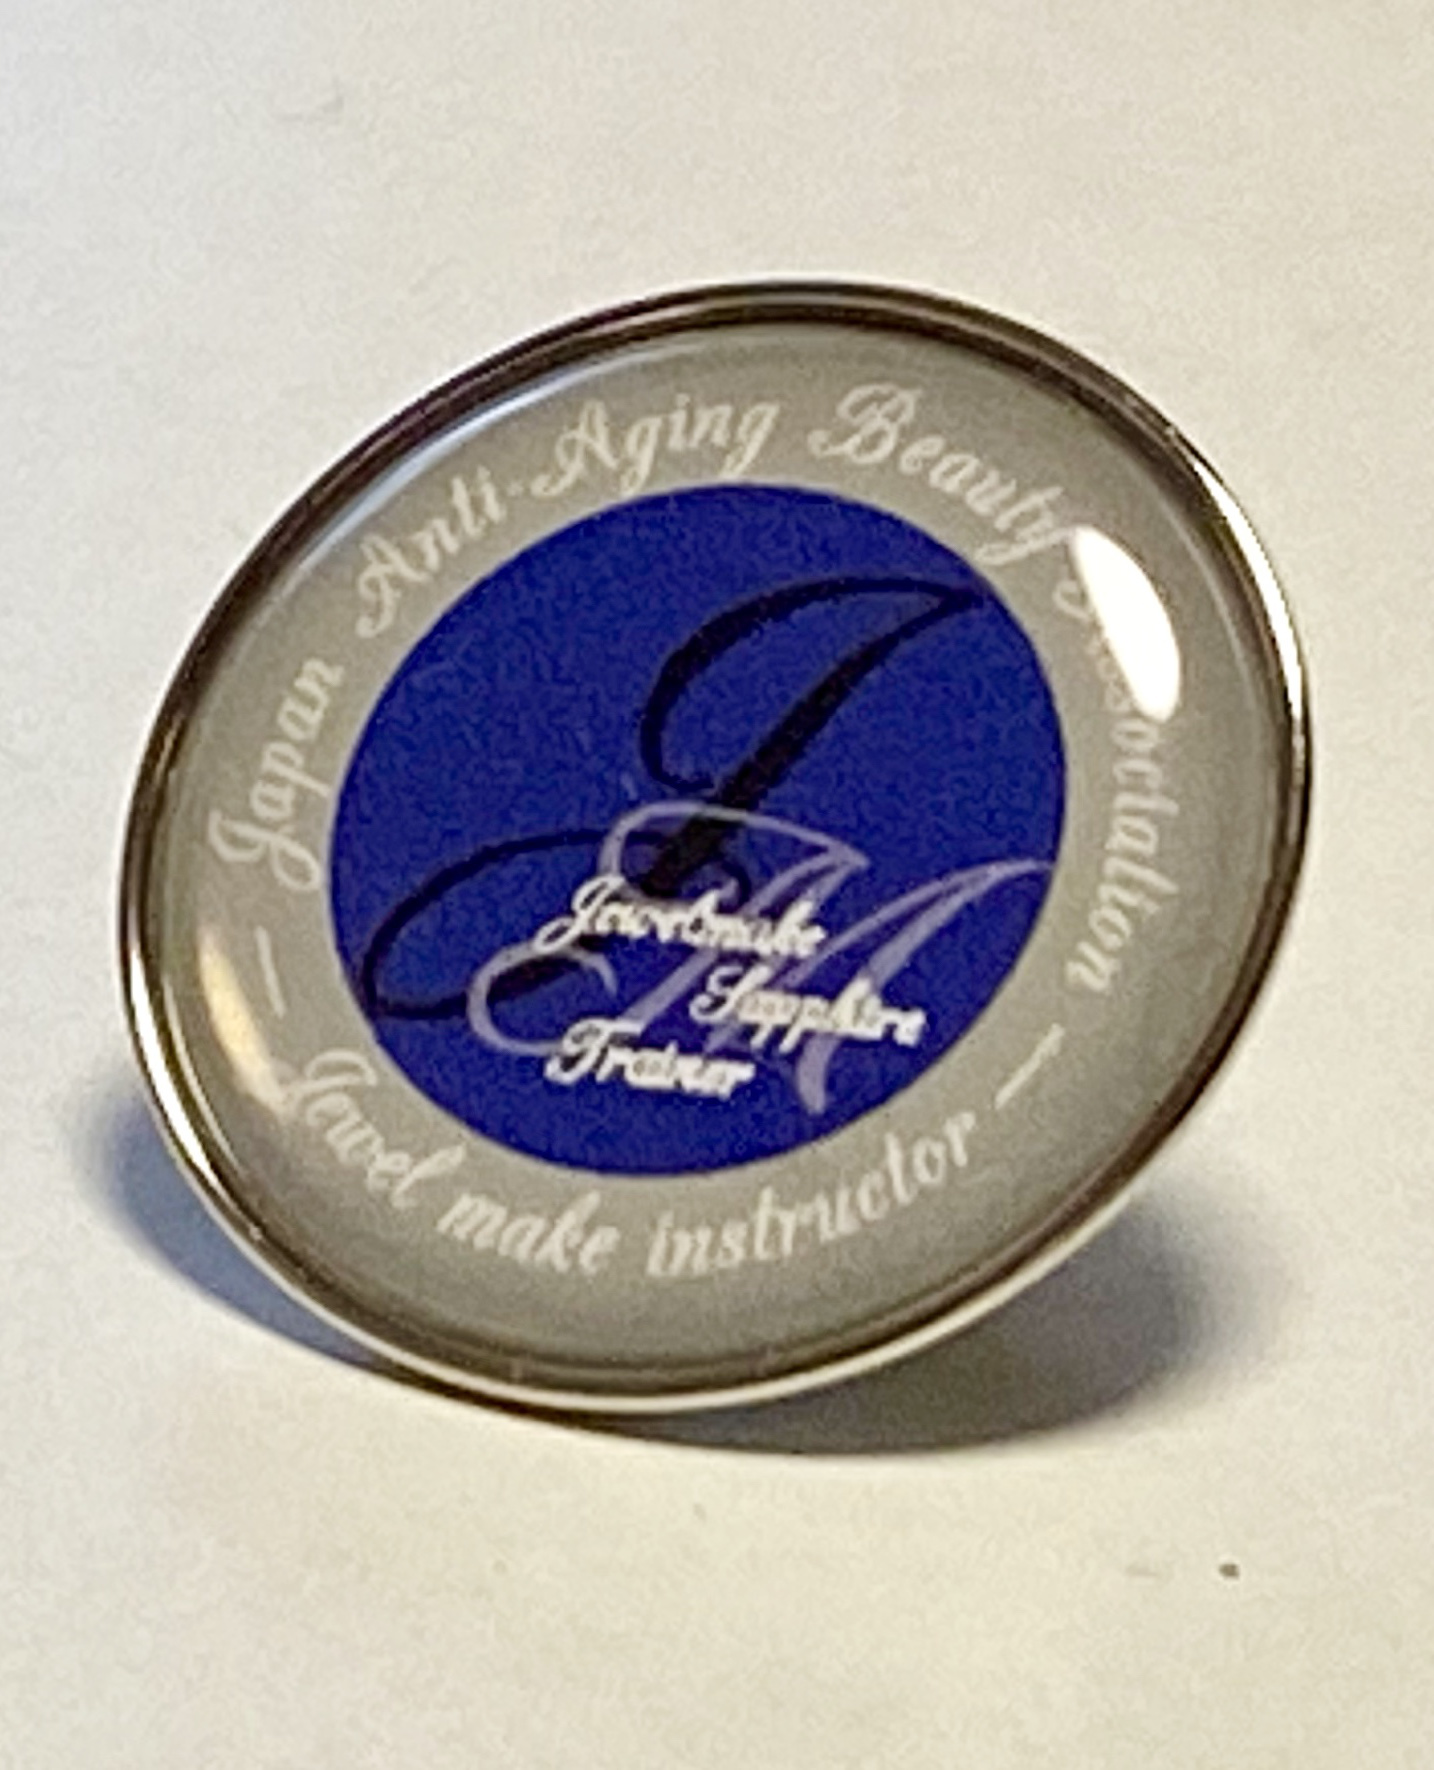 Japan Anti-Aging Beauty Association
J
M
Jewelmake
Sapphire
Trainer
Jewel make instructor